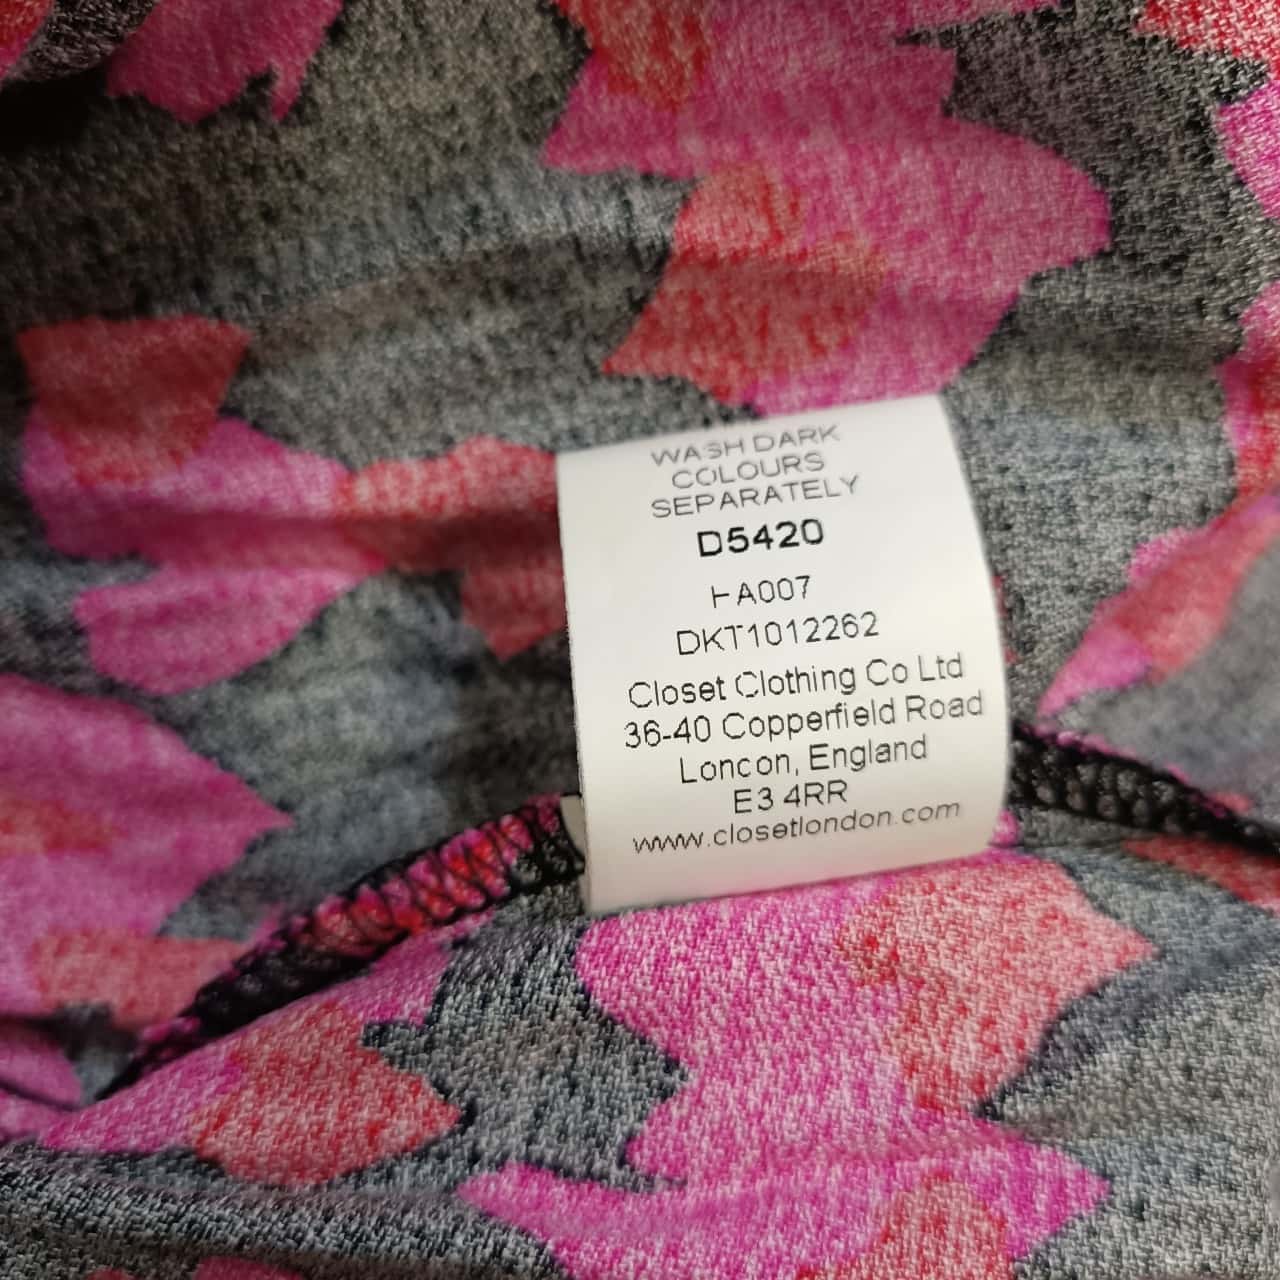 WASH DARK
COLOURS
SEPARATELY
D5420
HA007
DKT1012262
Closet Clothing Co Ltd
36-40 Copperfield Road
Loncon, England
E3 4RR
www.closetlondon.com